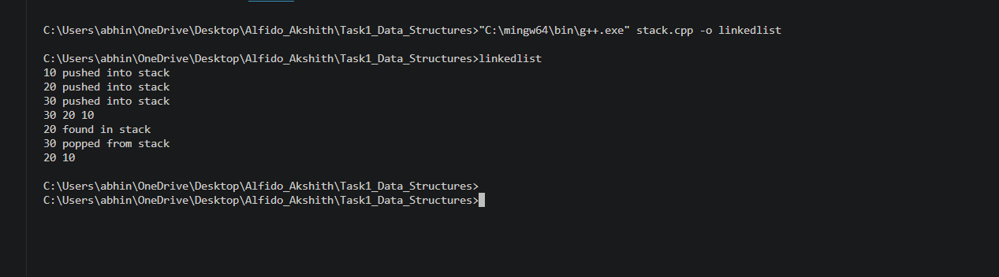 C:\Users\abhin\OneDrive\Desktop\Alfido_Akshith\Task1_Data_Structures>"C:\mingw64\bin\g++.exe" stack.cpp -o linkedlist
C:\Users\abhin\OneDrive\Desktop\Alfido_Akshith\Task1_Data_Structures>linkedlist
10 pushed into stack
20 pushed into stack
30 pushed into stack
30 20 10
20 found in stack
30 popped from stack
20 10
C:\Users\abhin\OneDrive\Desktop\Alfido_Akshith\Task1_Data_Structures>
C:\Users\abhin\OneDrive\Desktop\Alfido_Akshith\Task1_Data_Structures>